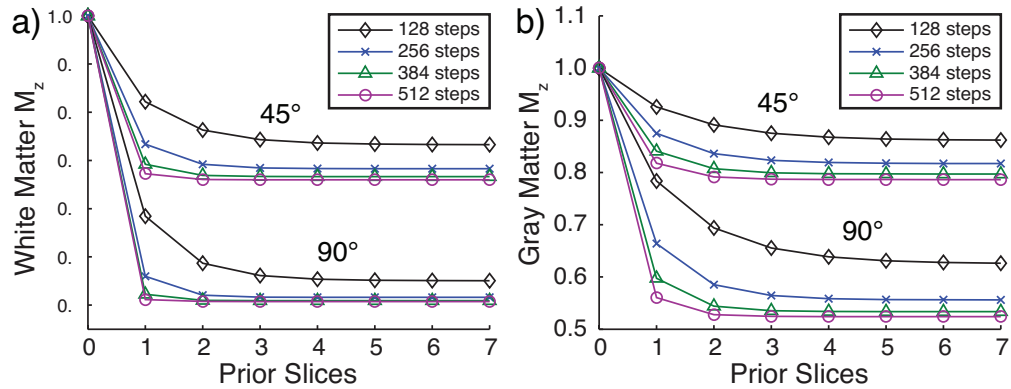 a)
White Matter Mz
1.0
0.
0.
0.
0.
0.
0.
128 steps
256 steps
384 steps
512 steps
45°
90°
0 1 2 3 4 5 6 7
Prior Slices
b)
Gray Matter Mz
1.1
1.0
0.9
0.8
0.7
0.6
0.5
128 steps
256 steps
384 steps
512 steps
45°
90°
0 1 2 3 4 5 6 7
Prior Slices